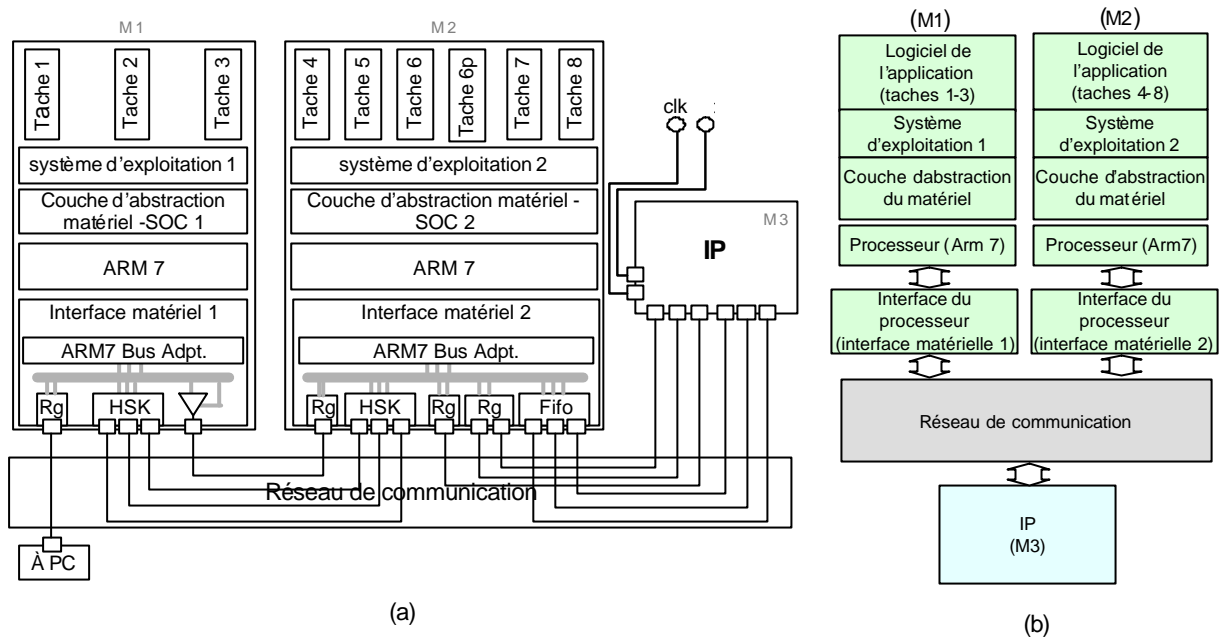 M1
Tache 1
Tache 2
Tache 3
système d'exploitation 1
Couche d'abstraction
matériel -SOC 1
ARM 7
Interface matériel 1
ARM7 Bus Adpt.
Rg
HSK
M2
Tache 4
Tache 5
Tache 6
Tache 6p
Tache 7
Tache 8
système d'exploitation 2
Couche d'abstraction matériel -
SOC 2
ARM 7
Interface matériel 2
ARM7 Bus Adpt.
Rg
HSK
Rg
Rg
Fifo
clk
M3
IP
Réseau de communication
À PC
(a)
(M1)
Logiciel de
l'application
(taches 1-3)
Système
d'exploitation 1
Couche dabstraction
du matériel
Processeur (Arm 7)
Interface du
processeur
(interface matérielle 1)
(M2)
Logiciel de
l'application
(taches 4-8)
Système
d'exploitation 2
Couche d'abstraction
du matériel
Processeur (Arm7)
Interface du
processeur
(interface matérielle 2)
Réseau de communication
IP
(M3)
(b)